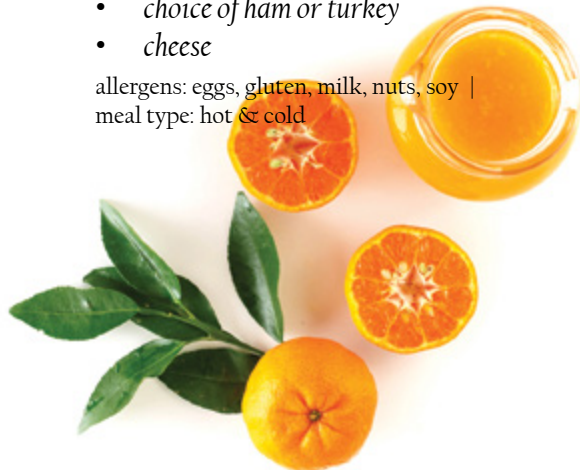 • choice of ham or turkey
• cheese
allergens: eggs, gluten, milk, nuts, soy |
meal type: hot & cold